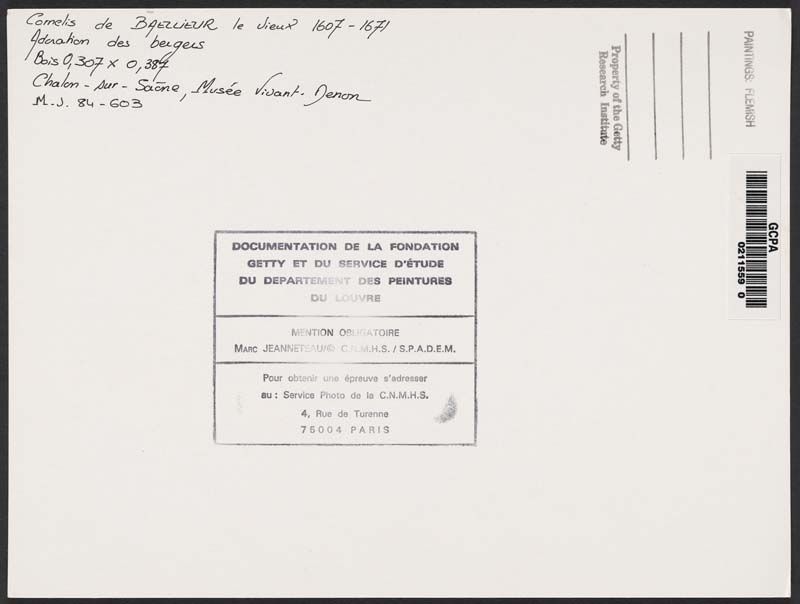 Cornelis de BAELLIEUR le vieux 1607-1671
Adoration des bergers
Bois 0,307 x 0,387
Chalon-sur-Saône, Musée Vivant-Denon
M.J. 84-603
PAINTINGS: FLEMISH
Property of the Getty
Research Institute
GCPA
0211559 0
DOCUMENTATION DE LA FONDATION
GETTY ET DU SERVICE D'ÉTUDE
DU DEPARTEMENT DES PEINTURES
DU LOUVRE
MENTION OBLIGATOIRE
MARC JEANNETEAU/© C.N.M.H.S. / S.P.A.D.E.M.
Pour obtenir une épreuve s'adresser
au : Service Photo de la C.N.M.H.S.
4, Rue de Turenne
75004 PARIS